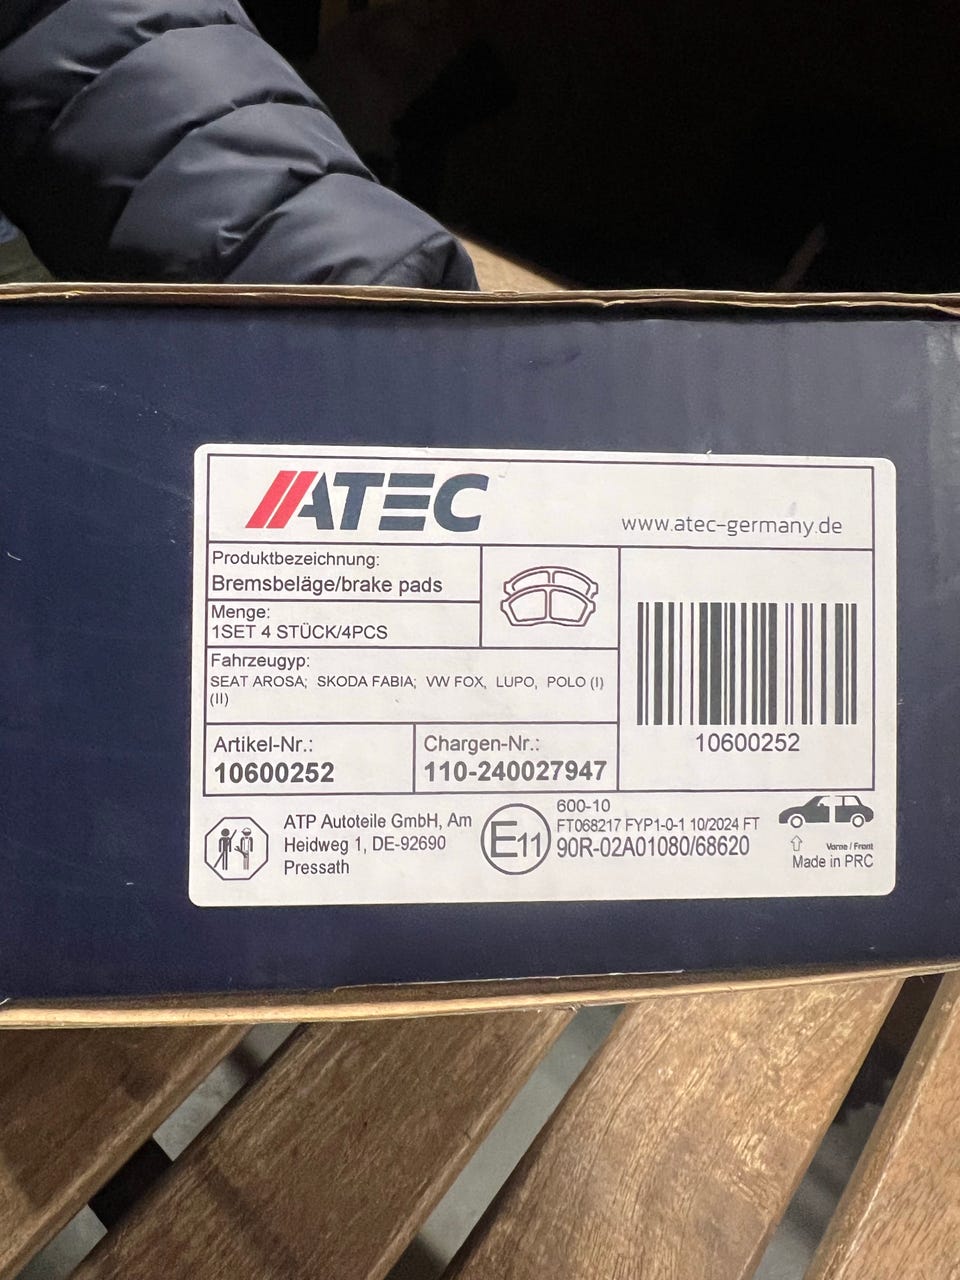 ATEC
www.atec-germany.de
Produktbezeichnung:
Bremsbeläge/brake pads
Menge:
1SET 4 STÜCK/4PCS
Fahrzeugyp:
SEAT AROSA; SKODA FABIA; VW FOX, LUPO, POLO (I)
(II)
10600252
Artikel-Nr.:
10600252
Chargen-Nr.:
110-240027947
ATP Autoteile GmbH, Am
Heidweg 1, DE-92690
Pressath
E11
600-10
FT068217 FYP1-0-1 10/2024 FT
90R-02A01080/68620
Vorne / Front
Made in PRC